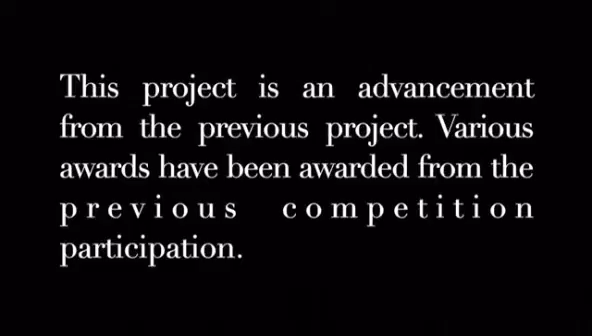 This project is an advancement
from the previous project. Various
awards have been awarded from the
previous competition
participation.